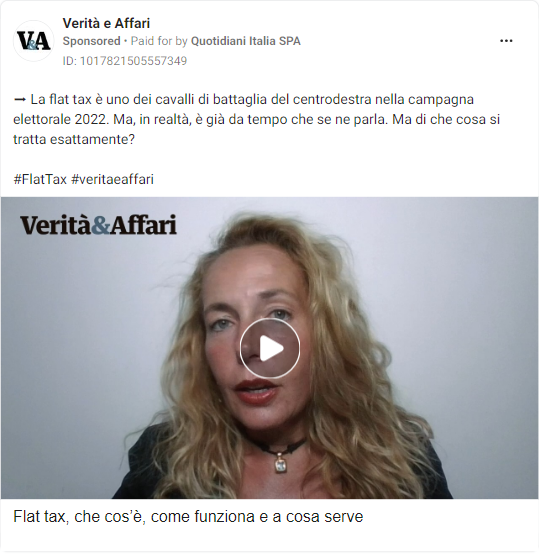 V&A
Verità e Affari
Sponsored • Paid for by Quotidiani Italia SPA
ID: 1017821505557349
➞ La flat tax è uno dei cavalli di battaglia del centrodestra nella campagna
elettorale 2022. Ma, in realtà, è già da tempo che se ne parla. Ma di che cosa si
tratta esattamente?
#FlatTax #veritaeaffari
Verità&Affari
Flat tax, che cos'è, come funziona e a cosa serve